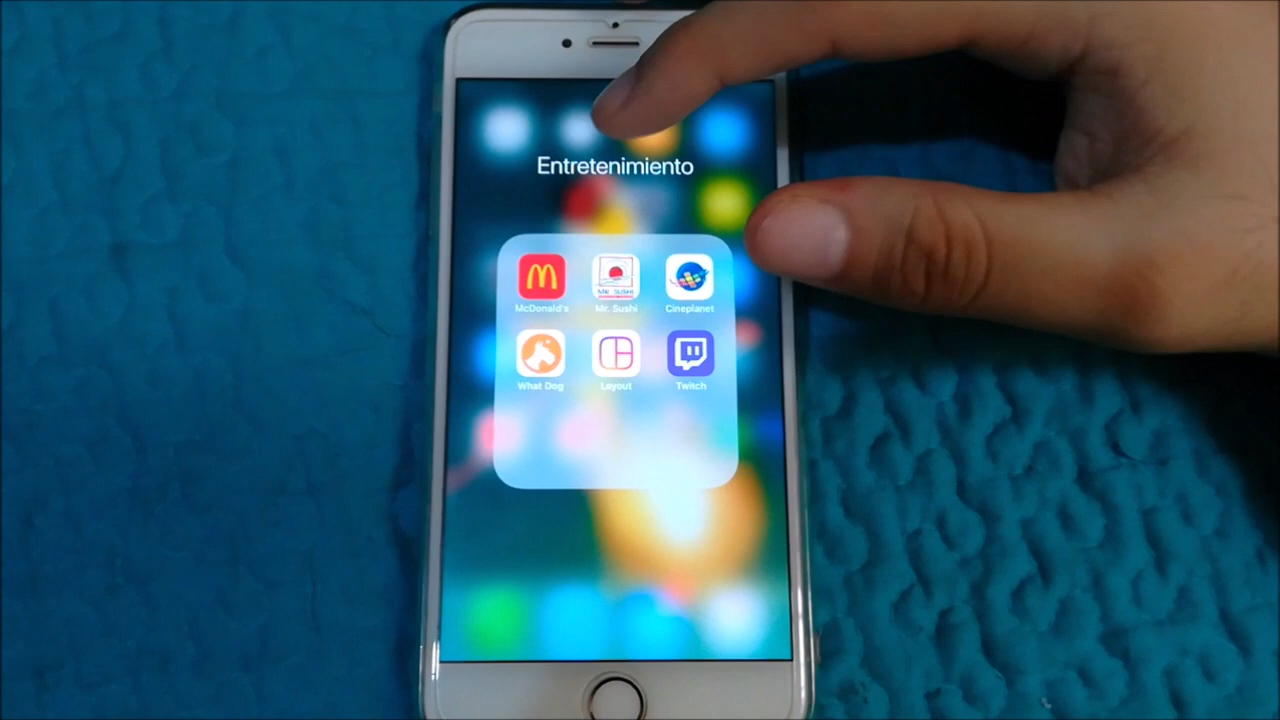 Entretenimiento
McDonald's Mr. Sushi Cineplanet
What Dog Layout Twitch